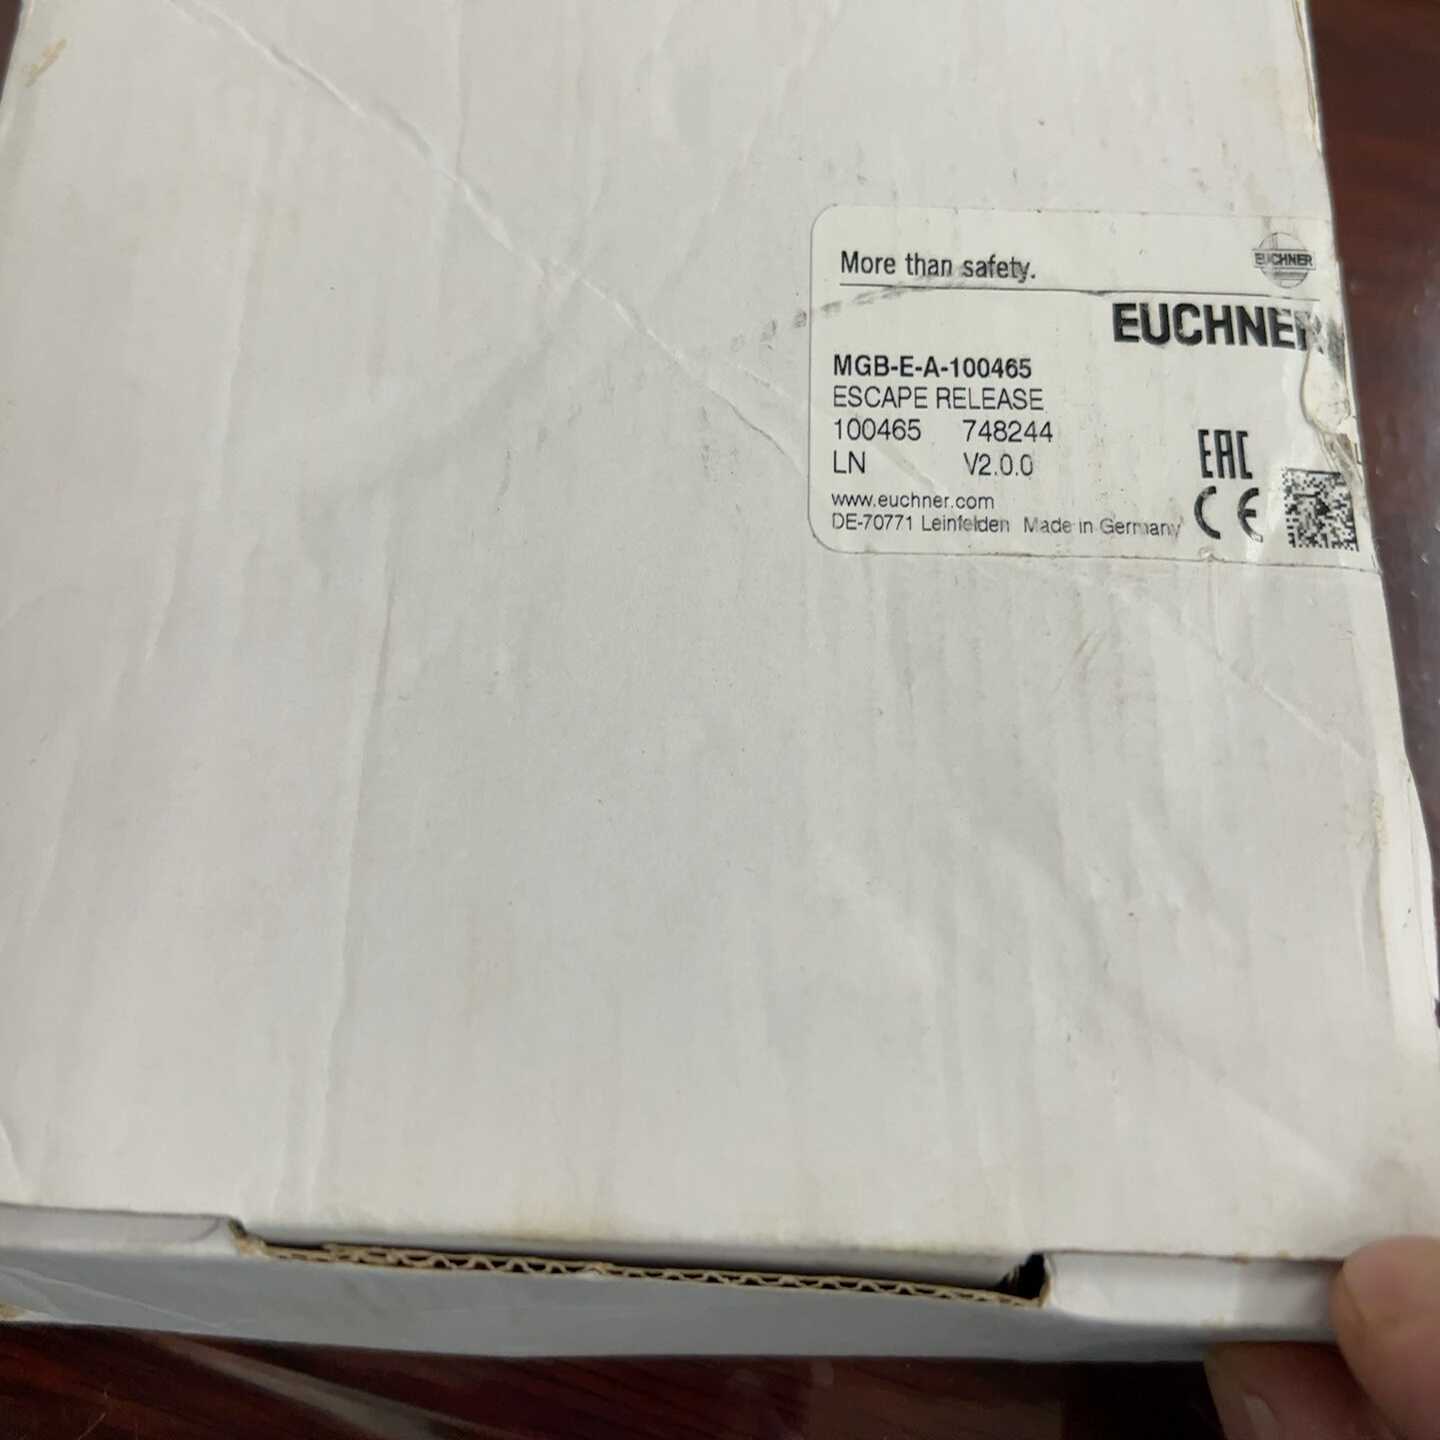 More than safety.
EUCHNER
EUCHNER
MGB-E-A-100465
ESCAPE RELEASE
100465 748244
LN V2.0.0
EAC
www.euchner.com
CE
DE-70771 Leinfelden Made in Germany